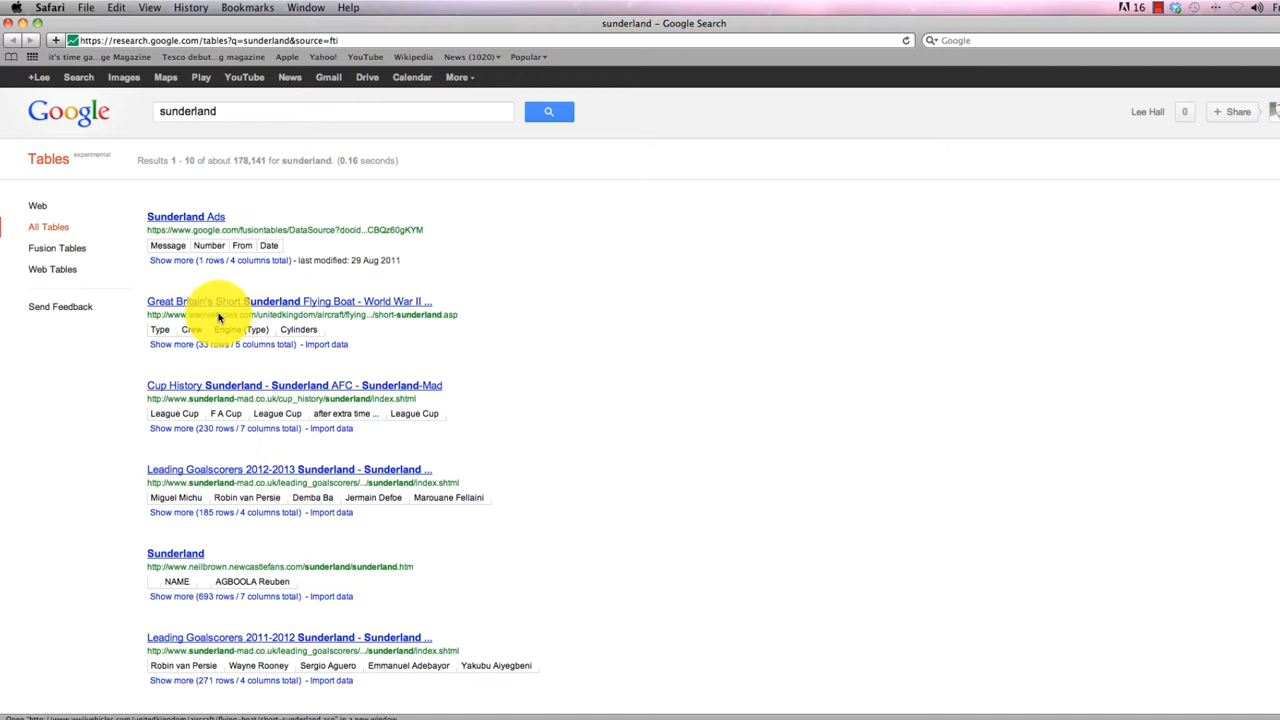 Safari File Edit View History Bookmarks Window Help 16
sunderland – Google Search
https://research.google.com/tables?q=sunderland&source=fti Google
it's time ga...ge Magazine Tesco debut...g magazine Apple Yahoo! YouTube Wikipedia News (1020) Popular
+Lee Search Images Maps Play YouTube News Gmail Drive Calendar More
Google sunderland Lee Hall 0 + Share
Tables experimental Results 1 - 10 of about 178,141 for sunderland. (0.16 seconds)
Web
All Tables
Fusion Tables
Web Tables
Send Feedback
Sunderland Ads
https://www.google.com/fusiontables/DataSource?docid...CBQz60gKYM
Message Number From Date
Show more (1 rows / 4 columns total) - last modified: 29 Aug 2011
Great Britain's Short Sunderland Flying Boat - World War II ...
http://www.wwiivehicles.com/unitedkingdom/aircraft/flying.../short-sunderland.asp
Type Crew Engine (Type) Cylinders
Show more (33 rows / 5 columns total) - Import data
Cup History Sunderland - Sunderland AFC - Sunderland-Mad
http://www.sunderland-mad.co.uk/cup_history/sunderland/index.shtml
League Cup F A Cup League Cup after extra time ... League Cup
Show more (230 rows / 7 columns total) - Import data
Leading Goalscorers 2012-2013 Sunderland - Sunderland ...
http://www.sunderland-mad.co.uk/leading_goalscorers/.../sunderland/index.shtml
Miguel Michu Robin van Persie Demba Ba Jermain Defoe Marouane Fellaini
Show more (185 rows / 4 columns total) - Import data
Sunderland
http://www.neilbrown.newcastlefans.com/sunderland/sunderland.htm
NAME AGBOOLA Reuben
Show more (693 rows / 7 columns total) - Import data
Leading Goalscorers 2011-2012 Sunderland - Sunderland ...
http://www.sunderland-mad.co.uk/leading_goalscorers/.../sunderland/index.shtml
Robin van Persie Wayne Rooney Sergio Aguero Emmanuel Adebayor Yakubu Aiyegbeni
Show more (271 rows / 4 columns total) - Import data